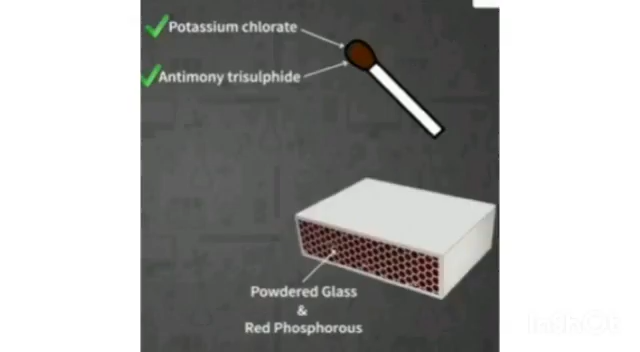 Potassium chlorate
Antimony trisulphide
Powdered Glass
&
Red Phosphorous